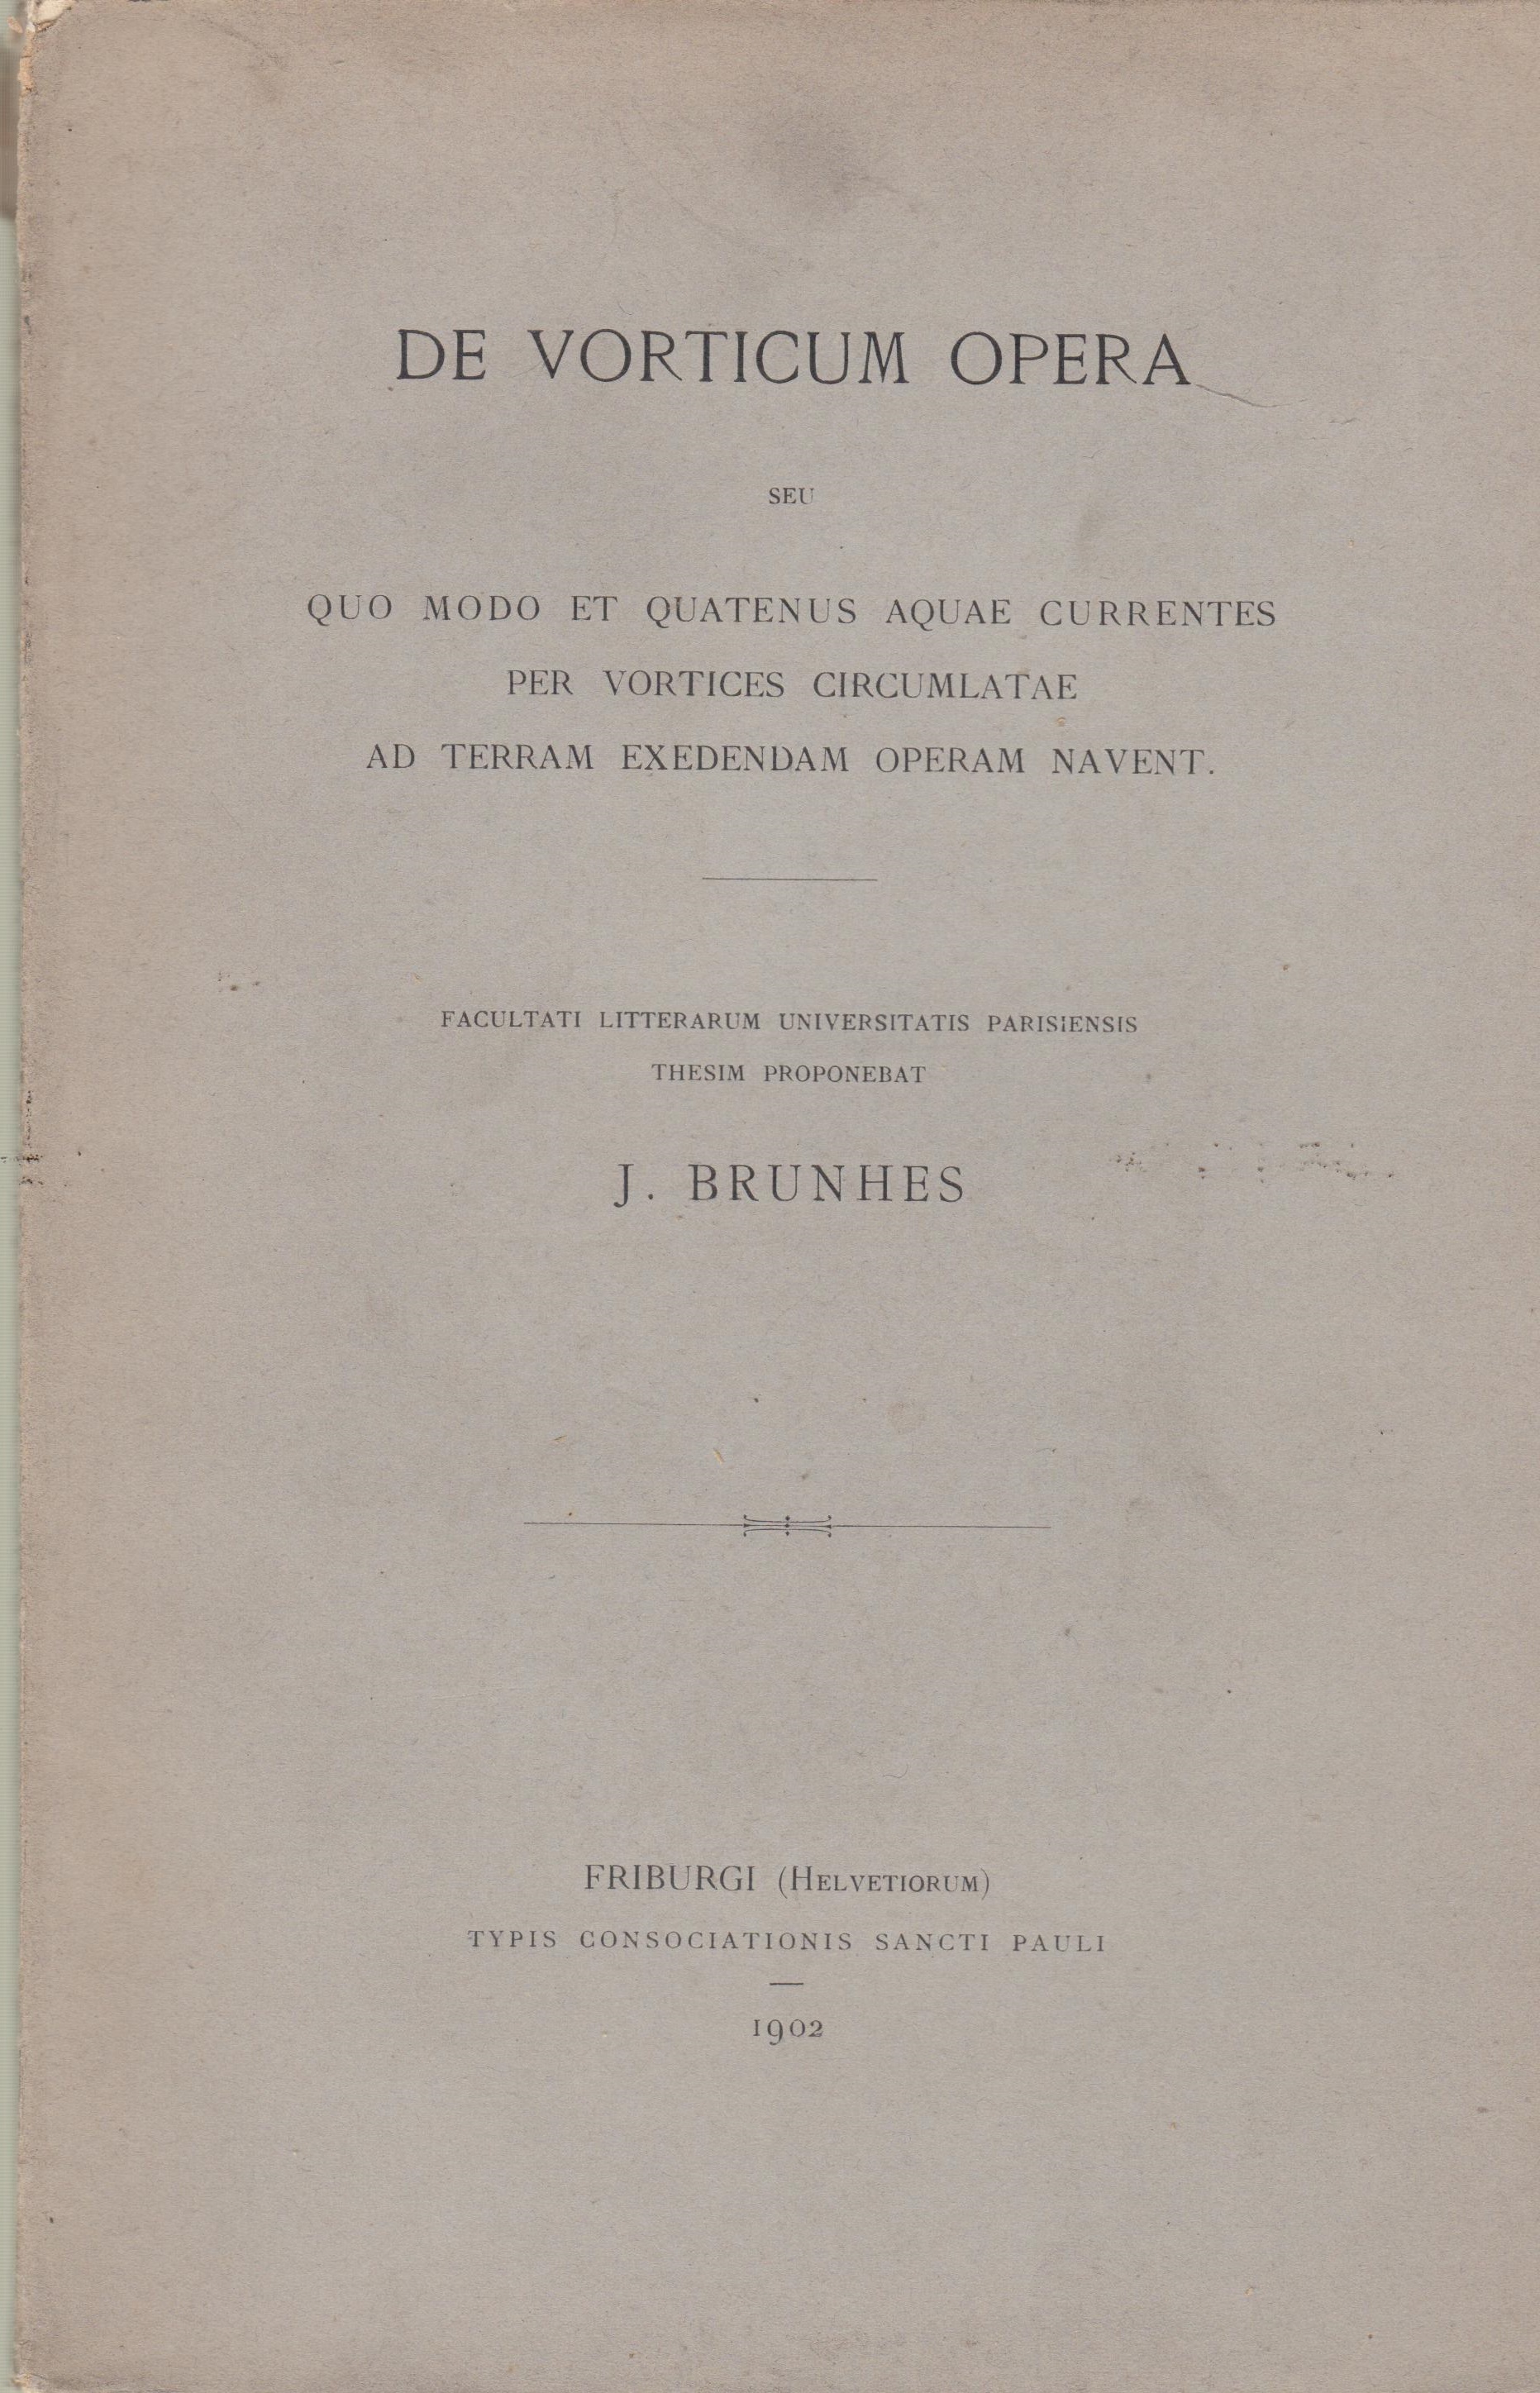 DE VORTICUM OPERA
SEU
QUO MODO ET QUATENUS AQUAE CURRENTES
PER VORTICES CIRCUMLATAE
AD TERRAM EXEDENDAM OPERAM NAVENT.
FACULTATI LITTERARUM UNIVERSITATIS PARISIENSIS
THESIM PROPONEBAT
J. BRUNHES
FRIBURGI (HELVETIORUM)
TYPIS CONSOCIATIONIS SANCTI PAULI
1902